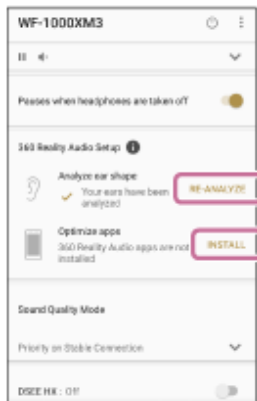 WF-1000XM3
Pauses when headphones are taken off
360 Reality Audio Setup
Analyze ear shape
Your ears have been
analyzed
RE-ANALYZE
Optimize apps
360 Reality Audio apps are not
installed
INSTALL
Sound Quality Mode
Priority on Stable Connection
DSEE HX : Off